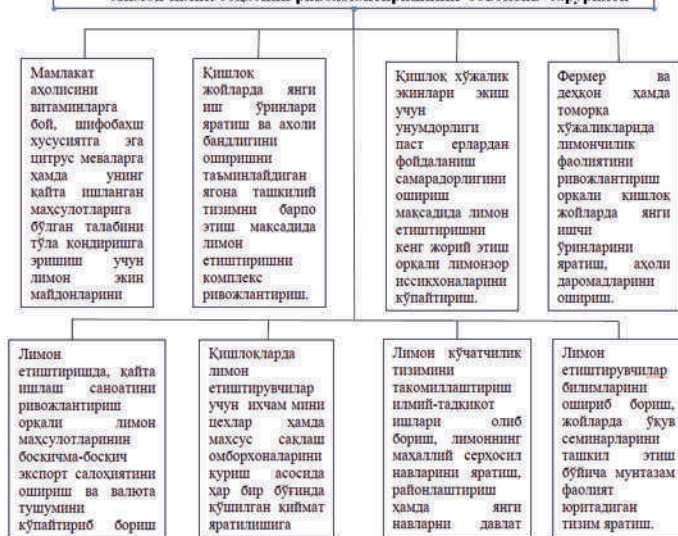 Мамлакат
аҳолисини
витаминларга
бой, шифобахш
хусусиятга эга
цитрус меваларга
ҳамда унинг
қайта ишланган
маҳсулотларига
бўлган талабини
тўла қондиришга
эришиш учун
лимон экин
майдонларини
Қишлоқ
жойларда янги
иш ўринлари
яратиш ва ахоли
бандлигини
оширишни
таъминлайдиган
ягона ташкилий
тизимни барпо
этиш мақсадида
лимон
етиштиришни
комплекс
ривожлантириш.
Қишлоқ хўжалик
экинлари экиш
учун
унумдорлиги
паст ерлардан
фойдаланиш
самарадорлигини
ошириш
мақсадида лимон
етиштиришни
кенг жорий этиш
орқали лимонзор
иссиқхоналарини
кўпайтириш.
Фермер ва
деҳқон ҳамда
томорқа
хўжаликларида
лимончилик
фаолиятини
ривожлантириш
орқали қишлоқ
жойларда янги
ишчи
ўринларини
яратиш, аҳоли
даромадларини
ошириш.
Лимон
етиштиришда, қайта
ишлаш саноатини
ривожлантириш
орқали лимон
маҳсулотларинин
босқичма-босқич
экспорт салоҳиятини
ошириш ва валюта
тушумини
кўпайтириб бориш
Қишлоқларда
лимон
етиштирувчилар
учун ихчам мини
цехлар ҳамда
махсус сақлаш
омборхоналарини
қуриш асосида
ҳар бир бўғинда
қўшилган қиймат
яратилишига
Лимон кўчатчилик
тизимини
такомиллаштириш
илмий-тадқиқот
ишлари олиб
бориш, лимоннинг
маҳаллий серҳосил
навларини яратиш,
районлаштириш
ҳамда янги
навларни давлат
Лимон
етиштирувчилар
билимларини
ошириб бориш,
жойларда ўқув
семинарларини
ташкил этиш
бўйича мунтазам
фаолият
юритадиган
тизим яратиш.